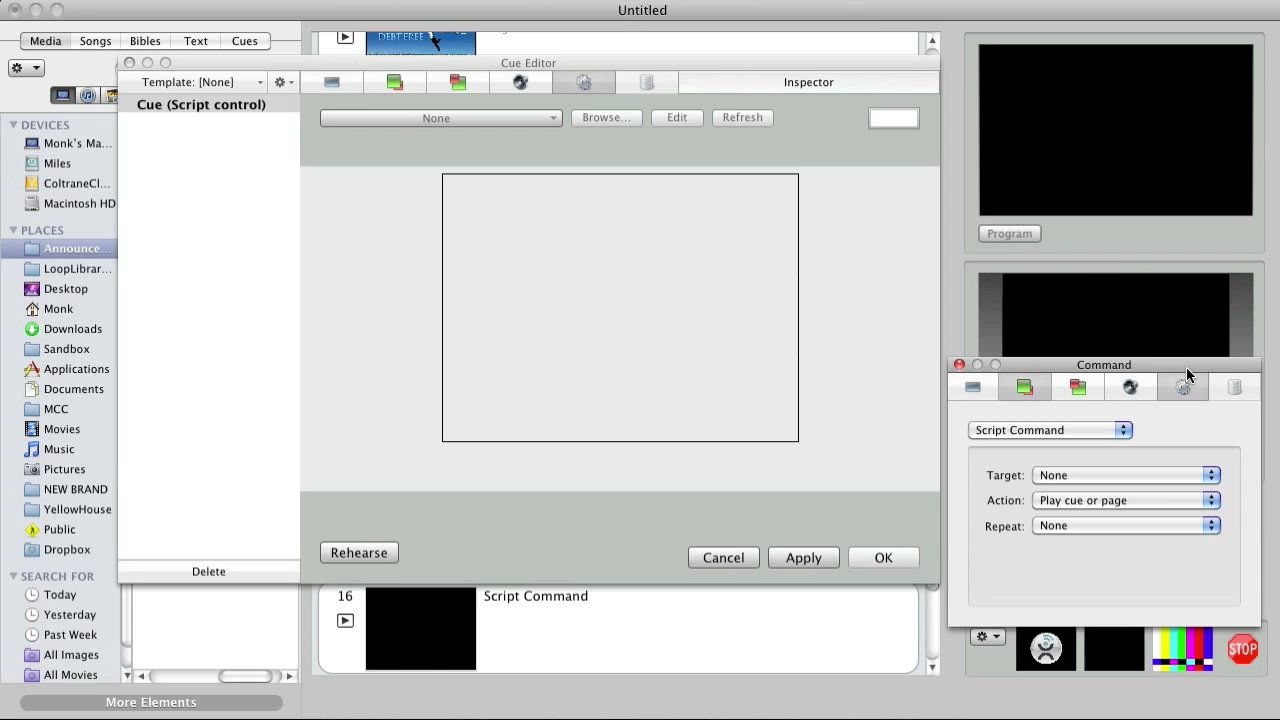 Untitled
Media Songs Bibles Text Cues
DEBT FREE
Cue Editor
Template: [None]
Inspector
Cue (Script control)
None Browse... Edit Refresh
DEVICES
Monk's Ma...
Miles
ColtraneCl...
Macintosh HD
PLACES
Announce...
LoopLibrar...
Desktop
Monk
Downloads
Sandbox
Applications
Documents
MCC
Movies
Music
Pictures
NEW BRAND
YellowHouse
Public
Dropbox
SEARCH FOR
Today
Yesterday
Past Week
All Images
All Movies
More Elements
Delete
Rehearse Cancel Apply OK
16 Script Command
Program
Command
Script Command
Target: None
Action: Play cue or page
Repeat: None
STOP